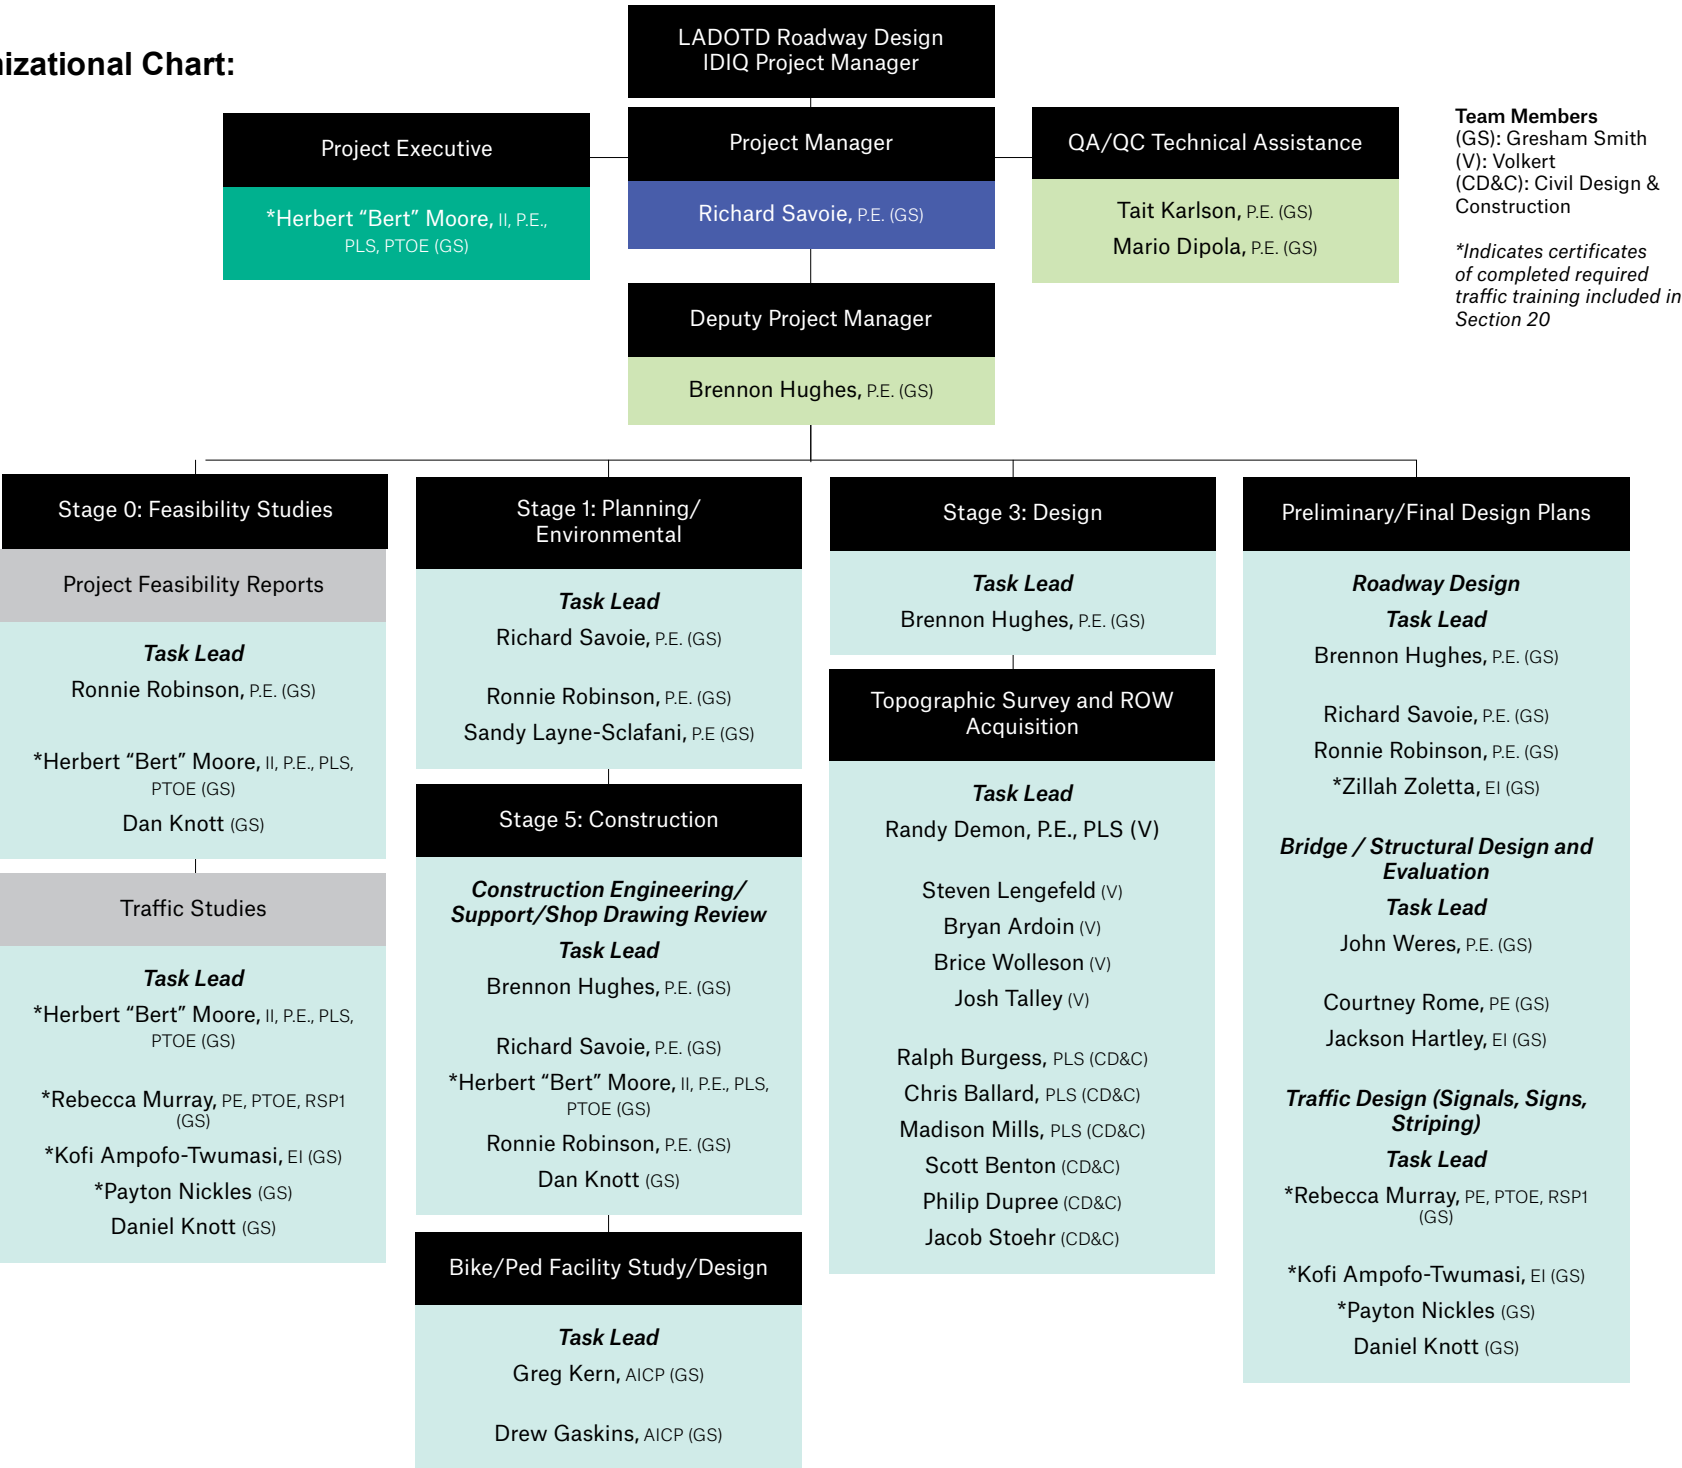 nizational Chart:
LADOTD Roadway Design
IDIQ Project Manager
Project Executive
*Herbert “Bert” Moore, II, P.E.,
PLS, PTOE (GS)
Project Manager
Richard Savoie, P.E. (GS)
QA/QC Technical Assistance
Tait Karlson, P.E. (GS)
Mario Dipola, P.E. (GS)
Team Members
(GS): Gresham Smith
(V): Volkert
(CD&C): Civil Design &
Construction
*Indicates certificates
of completed required
traffic training included in
Section 20
Deputy Project Manager
Brennon Hughes, P.E. (GS)
Stage 0: Feasibility Studies
Project Feasibility Reports
Task Lead
Ronnie Robinson, P.E. (GS)
*Herbert “Bert” Moore, II, P.E., PLS,
PTOE (GS)
Dan Knott (GS)
Traffic Studies
Task Lead
*Herbert “Bert” Moore, II, P.E., PLS,
PTOE (GS)
*Rebecca Murray, PE, PTOE, RSP1
(GS)
*Kofi Ampofo-Twumasi, EI (GS)
*Payton Nickles (GS)
Daniel Knott (GS)
Stage 1: Planning/
Environmental
Task Lead
Richard Savoie, P.E. (GS)
Ronnie Robinson, P.E. (GS)
Sandy Layne-Sclafani, P.E (GS)
Stage 5: Construction
Construction Engineering/
Support/Shop Drawing Review
Task Lead
Brennon Hughes, P.E. (GS)
Richard Savoie, P.E. (GS)
*Herbert “Bert” Moore, II, P.E., PLS,
PTOE (GS)
Ronnie Robinson, P.E. (GS)
Dan Knott (GS)
Bike/Ped Facility Study/Design
Task Lead
Greg Kern, AICP (GS)
Drew Gaskins, AICP (GS)
Stage 3: Design
Task Lead
Brennon Hughes, P.E. (GS)
Topographic Survey and ROW
Acquisition
Task Lead
Randy Demon, P.E., PLS (V)
Steven Lengefeld (V)
Bryan Ardoin (V)
Brice Wolleson (V)
Josh Talley (V)
Ralph Burgess, PLS (CD&C)
Chris Ballard, PLS (CD&C)
Madison Mills, PLS (CD&C)
Scott Benton (CD&C)
Philip Dupree (CD&C)
Jacob Stoehr (CD&C)
Preliminary/Final Design Plans
Roadway Design
Task Lead
Brennon Hughes, P.E. (GS)
Richard Savoie, P.E. (GS)
Ronnie Robinson, P.E. (GS)
*Zillah Zoletta, EI (GS)
Bridge / Structural Design and
Evaluation
Task Lead
John Weres, P.E. (GS)
Courtney Rome, PE (GS)
Jackson Hartley, EI (GS)
Traffic Design (Signals, Signs,
Striping)
Task Lead
*Rebecca Murray, PE, PTOE, RSP1
(GS)
*Kofi Ampofo-Twumasi, EI (GS)
*Payton Nickles (GS)
Daniel Knott (GS)